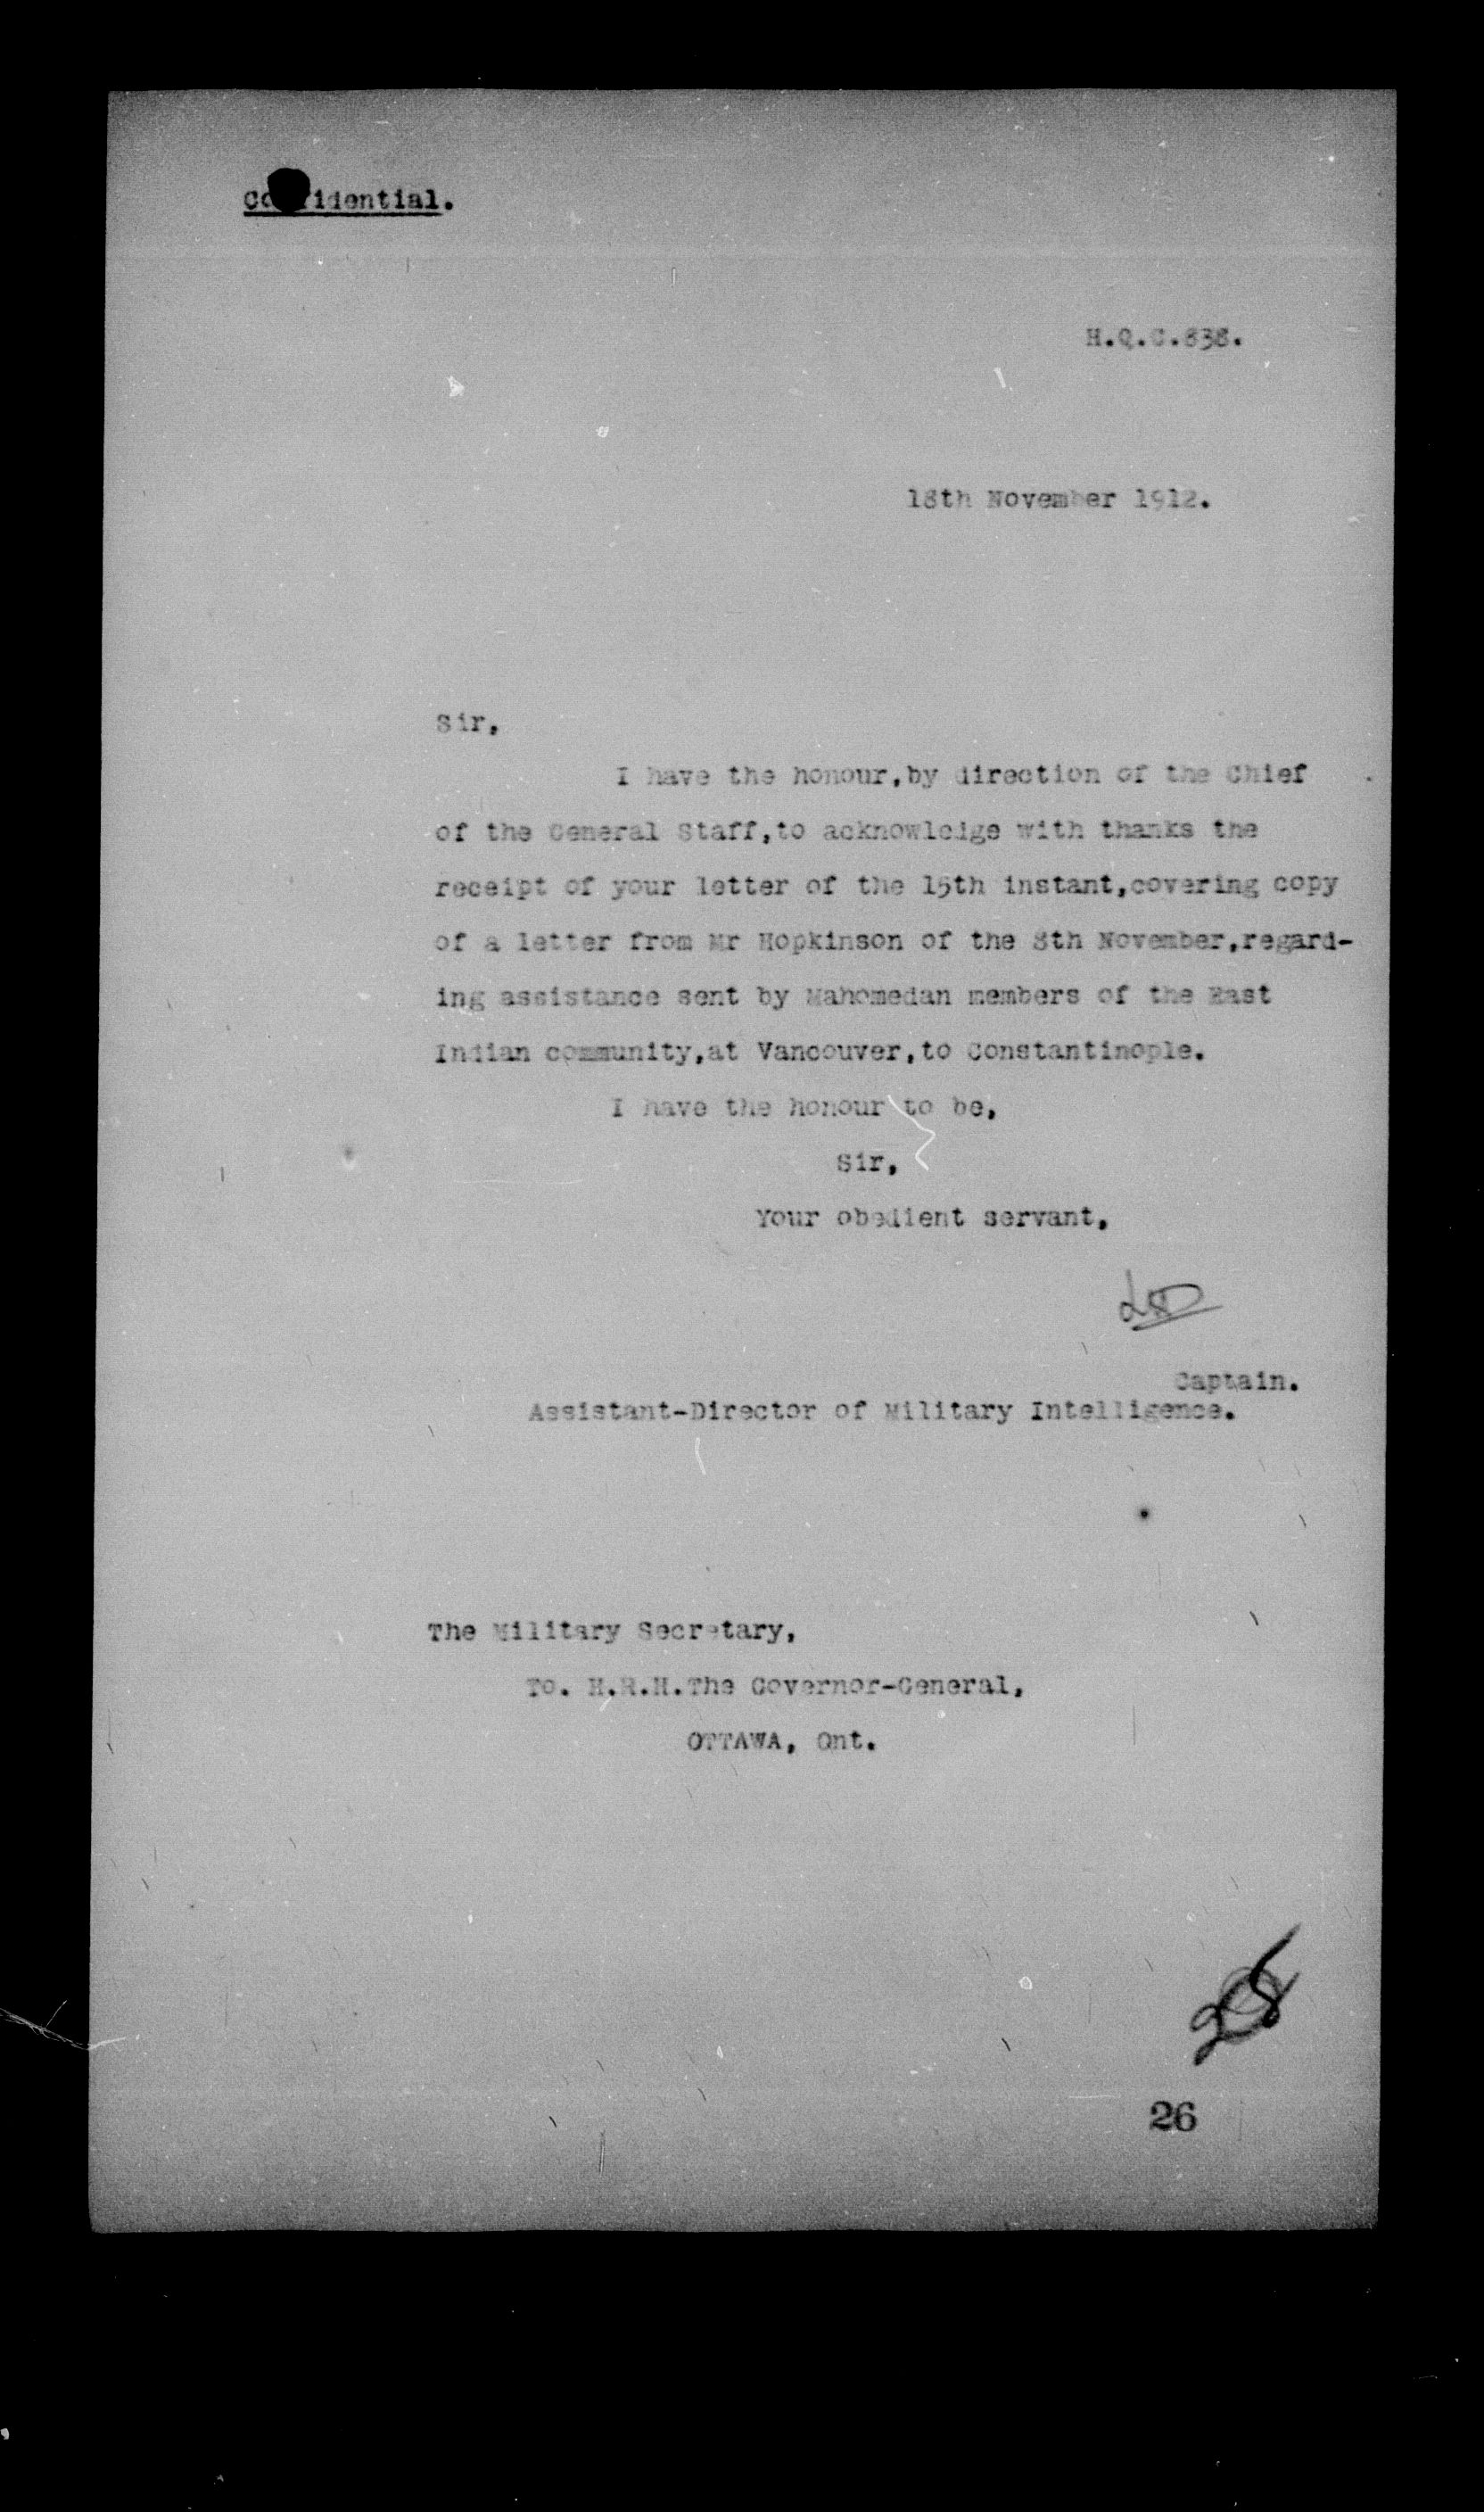 Confidential.
H.Q.C.838.
18th November 1912.
Sir,
I have the honour,by direction of the Chief
of the General Staff,to acknowledge with thanks the
receipt of your letter of the 15th instant,covering copy
of a letter from Mr Hopkinson of the 8th November,regard-
ing assistance sent by Mahomedan members of the East
Indian community,at Vancouver,to Constantinople.
I have the honour to be,
Sir,
Your obedient servant,
Captain.
Assistant-Director of Military Intelligence.
The Military Secretary,
To. H.R.H.The Governor-General,
OTTAWA, Ont.
26